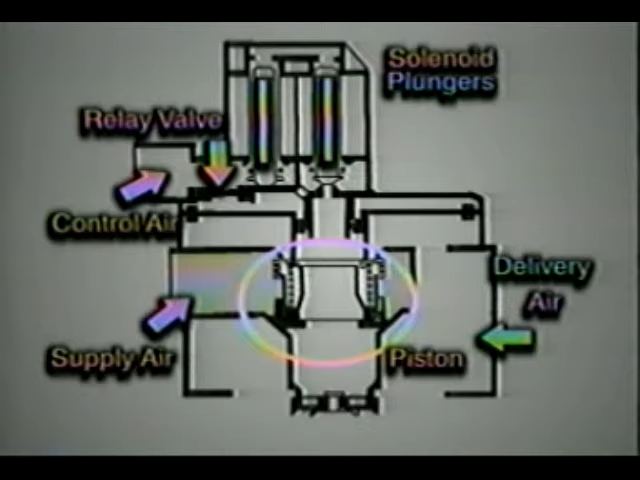 Solenoid
Plungers
Relay Valve
Control Air
Delivery
Air
Supply Air
Piston